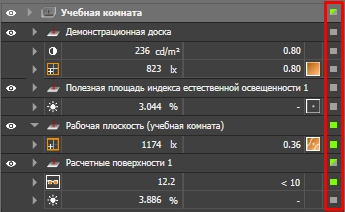 Учебная комната
Демонстрационная доска
236 cd/m² 0.80
823 lx 0.80
Полезная площадь индекса естественной освещенности 1
3.044 % -
Рабочая плоскость (учебная комната)
1174 lx 0.36
Расчетные поверхности 1
12.2 < 10
3.886 % -